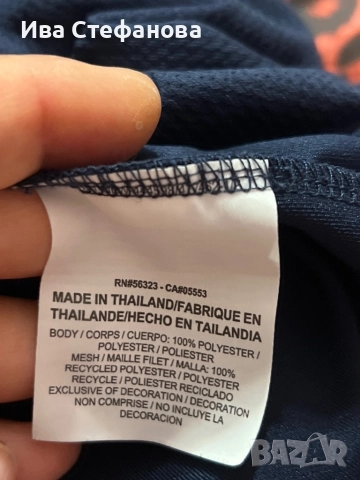 Ива Стефанова
RN#56323 - CA#05553
MADE IN THAILAND/FABRIQUE EN
THAILANDE/HECHO EN TAILANDIA
BODY / CORPS / CUERPO: 100% POLYESTER /
POLYESTER / POLIESTER
MESH / MAILLE FILET / MALLA: 100%
RECYCLED POLYESTER / POLYESTER
RECYCLE / POLIESTER RECICLADO
EXCLUSIVE OF DECORATION / DECORATION
NON COMPRISE / NO INCLUYE LA
DECORACION
BAZAR